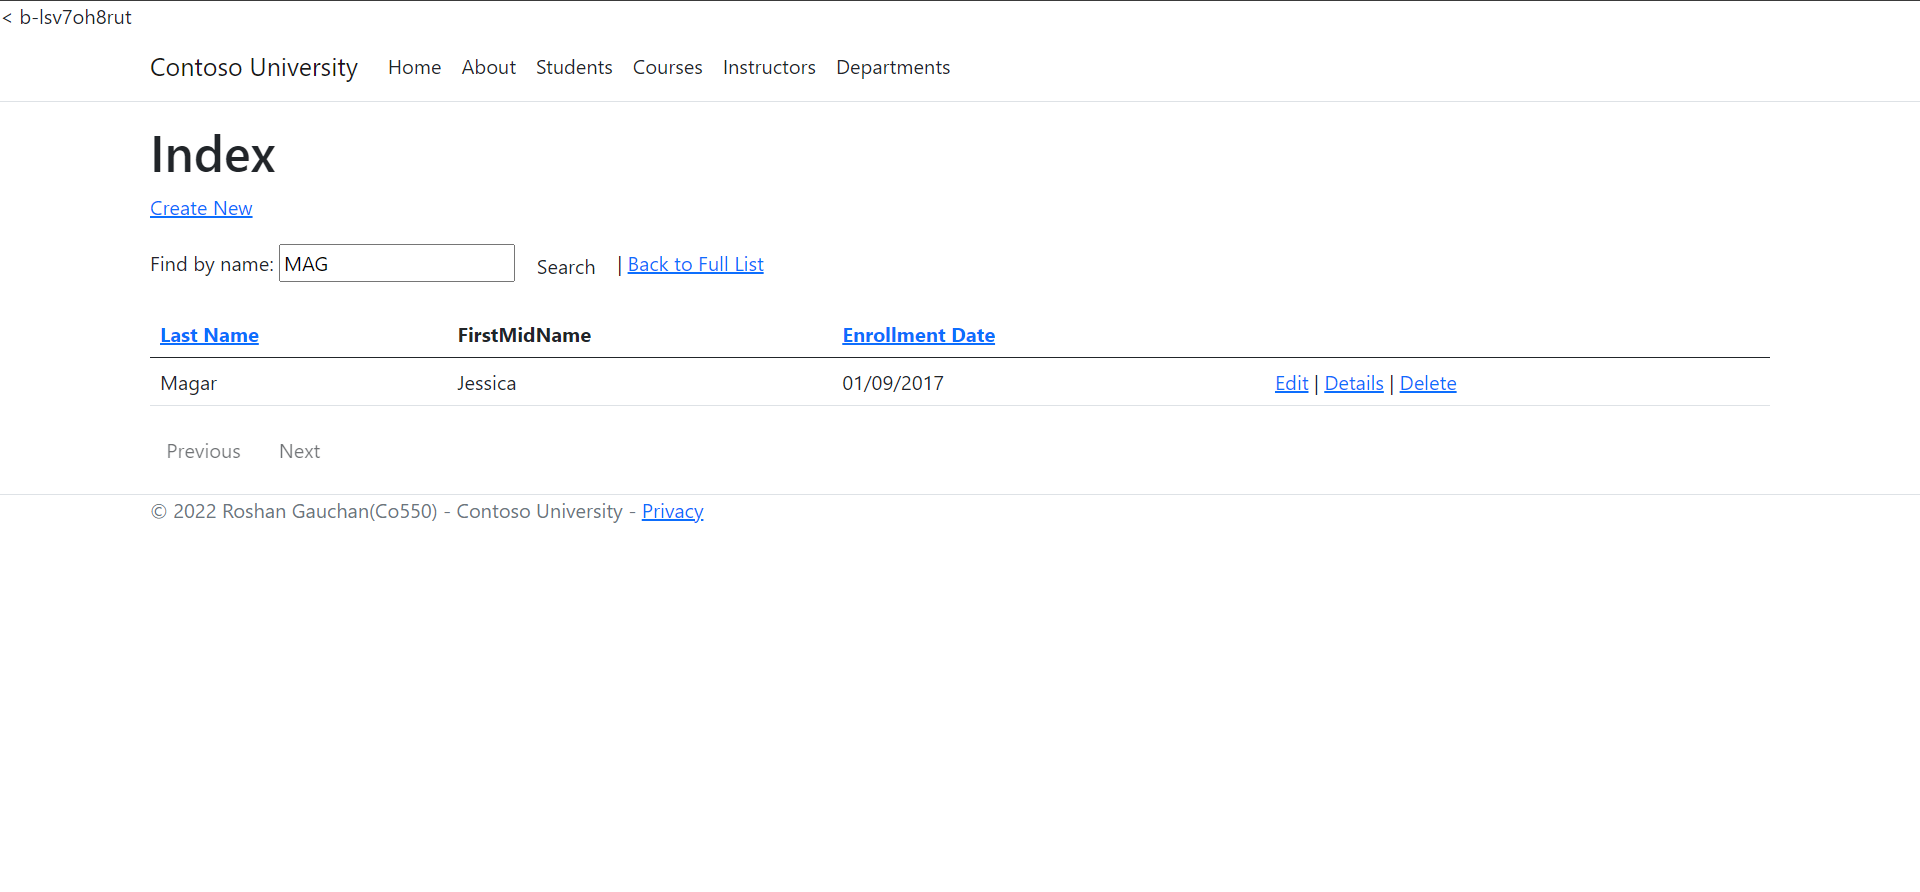 < b-lsv7oh8rut
Contoso University Home About Students Courses Instructors Departments
Index
Create New
Find by name: MAG Search | Back to Full List
Last Name FirstMidName Enrollment Date
Magar Jessica 01/09/2017 Edit | Details | Delete
Previous Next
© 2022 Roshan Gauchan(Co550) - Contoso University - Privacy